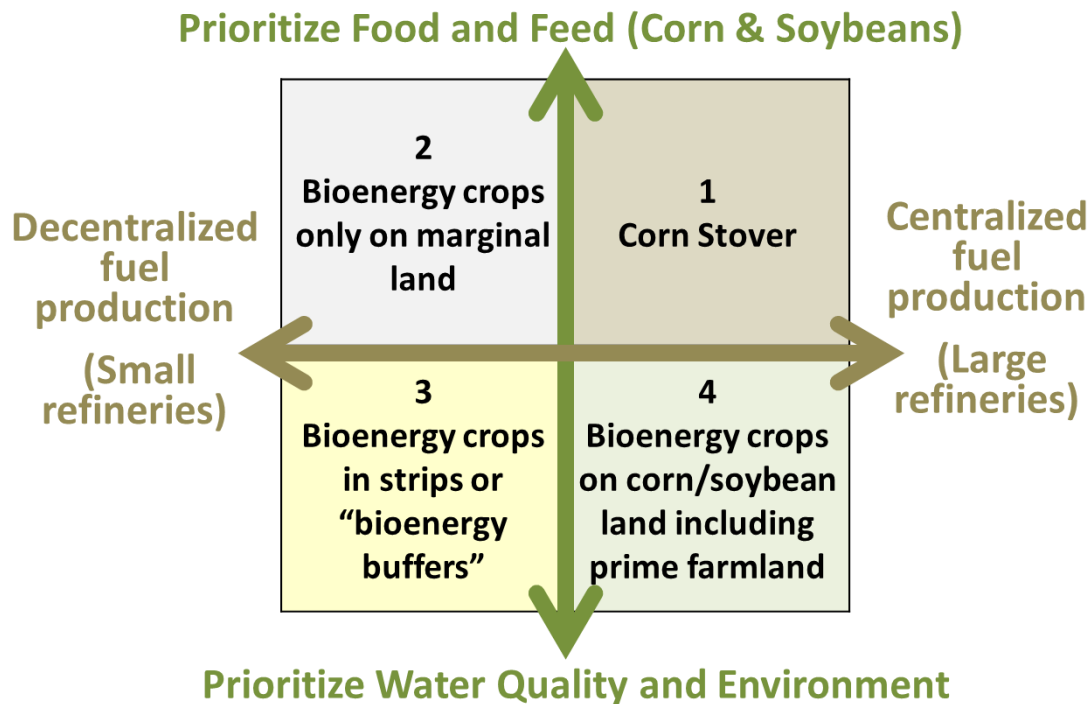 Prioritize Food and Feed (Corn & Soybeans)
2
Bioenergy crops
only on marginal
land
1
Corn Stover
Decentralized
fuel
production
(Small
refineries)
Centralized
fuel
production
(Large
refineries)
3
Bioenergy crops
in strips or
“bioenergy
buffers”
4
Bioenergy crops
on corn/soybean
land including
prime farmland
Prioritize Water Quality and Environment